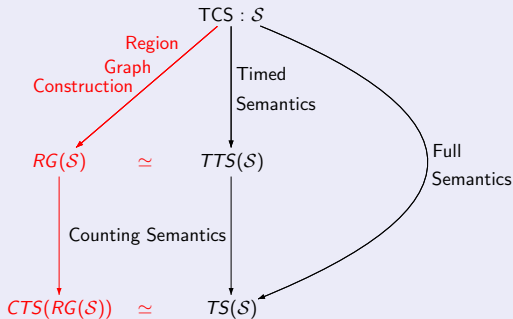 TCS : 𝒮
Region
Graph
Construction
Timed
Semantics
Full
Semantics
RG(𝒮) ≃ TTS(𝒮)
Counting Semantics
CTS(RG(𝒮)) ≃ TS(𝒮)